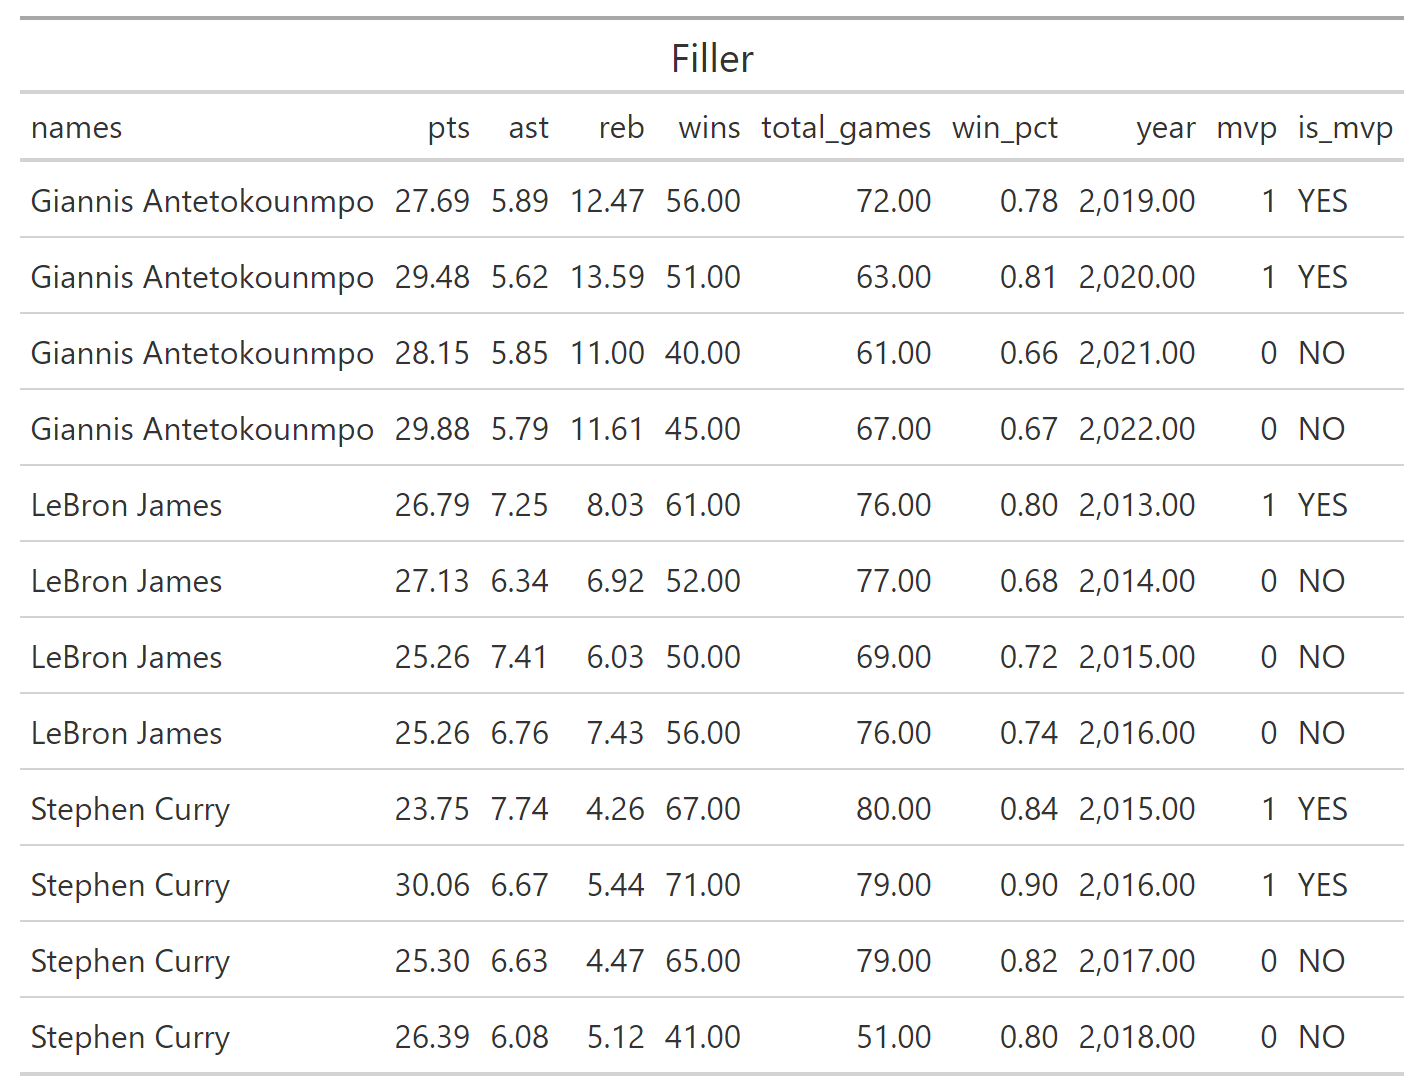 Filler
names pts ast reb wins total_games win_pct year mvp is_mvp
Giannis Antetokounmpo 27.69 5.89 12.47 56.00 72.00 0.78 2,019.00 1 YES
Giannis Antetokounmpo 29.48 5.62 13.59 51.00 63.00 0.81 2,020.00 1 YES
Giannis Antetokounmpo 28.15 5.85 11.00 40.00 61.00 0.66 2,021.00 0 NO
Giannis Antetokounmpo 29.88 5.79 11.61 45.00 67.00 0.67 2,022.00 0 NO
LeBron James 26.79 7.25 8.03 61.00 76.00 0.80 2,013.00 1 YES
LeBron James 27.13 6.34 6.92 52.00 77.00 0.68 2,014.00 0 NO
LeBron James 25.26 7.41 6.03 50.00 69.00 0.72 2,015.00 0 NO
LeBron James 25.26 6.76 7.43 56.00 76.00 0.74 2,016.00 0 NO
Stephen Curry 23.75 7.74 4.26 67.00 80.00 0.84 2,015.00 1 YES
Stephen Curry 30.06 6.67 5.44 71.00 79.00 0.90 2,016.00 1 YES
Stephen Curry 25.30 6.63 4.47 65.00 79.00 0.82 2,017.00 0 NO
Stephen Curry 26.39 6.08 5.12 41.00 51.00 0.80 2,018.00 0 NO